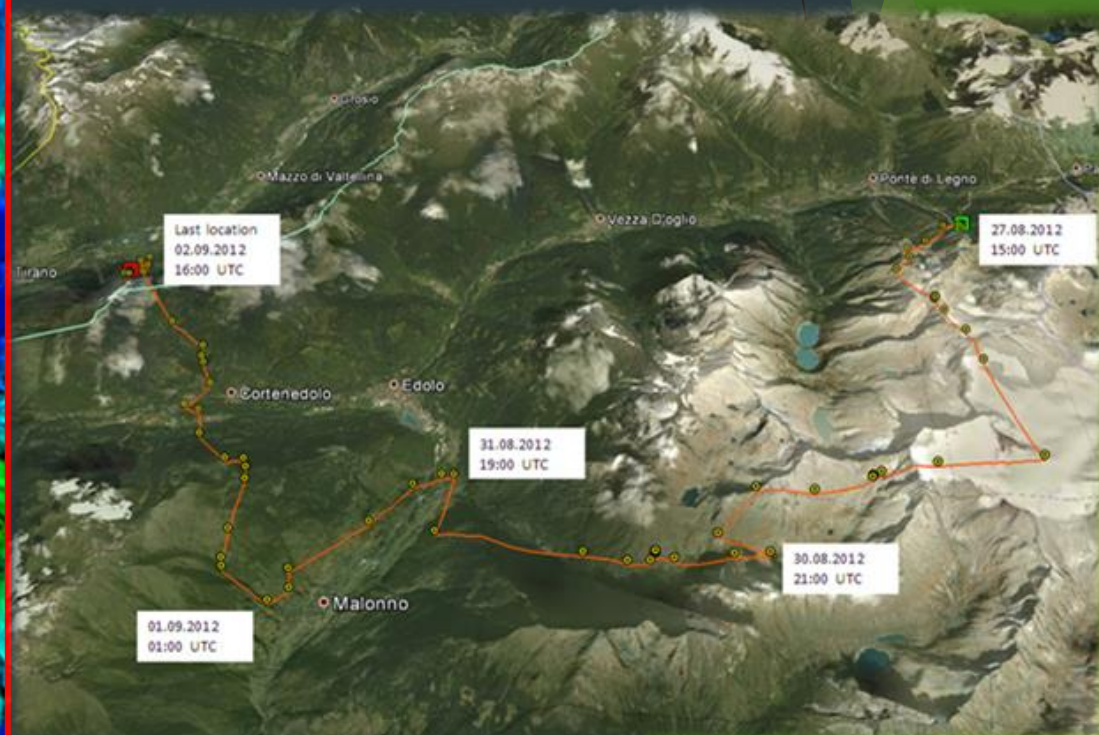 Grosio
Mazzo di Valtellina
Ponte di Legno
Vezza D'oglio
Last location
02.09.2012
16:00 UTC
27.08.2012
15:00 UTC
Tirano
Cortenedolo
Edolo
31.08.2012
19:00 UTC
30.08.2012
21:00 UTC
Malonno
01.09.2012
01:00 UTC